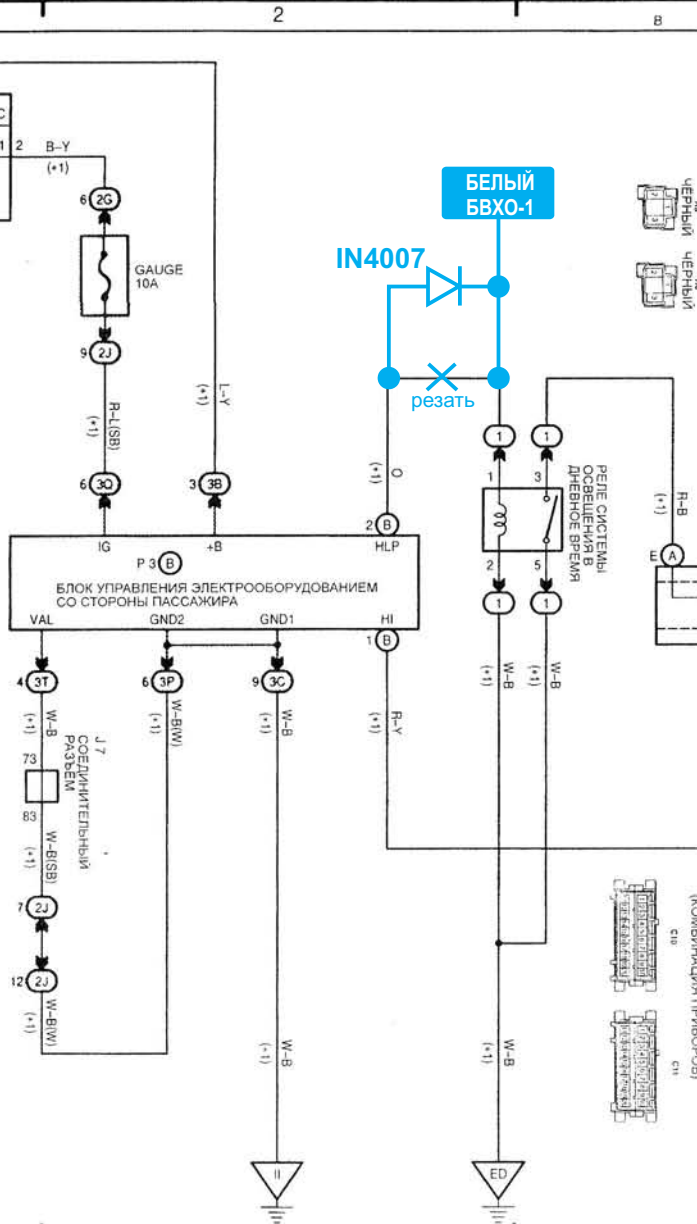 2
B
C
1 2
B–Y
(*1)
6 2G
GAUGE
10A
9 2J
R–L(SB)
(*1)
L–Y
(*1)
6 3Q
3 3B
БЕЛЫЙ
БВХО-1
IN4007
резать
O
(*1)
1
1
1
3
2
5
1
1
РЕЛЕ СИСТЕМЫ
ОСВЕЩЕНИЯ В
ДНЕВНОЕ ВРЕМЯ
R–B
(*1)
E A
ЧЕРНЫЙ
ЧЕРНЫЙ
2 B
IG
+B
HLP
P 3 B
БЛОК УПРАВЛЕНИЯ ЭЛЕКТРООБОРУДОВАНИЕМ
СО СТОРОНЫ ПАССАЖИРА
VAL
GND2
GND1
HI
1 B
4 3T
6 3P
9 3C
W–B
(*1)
W–B(W)
(*1)
W–B
(*1)
R–Y
(*1)
W–B
(*1)
W–B
(*1)
73
83
J 7
СОЕДИНИТЕЛЬНЫЙ
РАЗЪЕМ
W–B(SB)
(*1)
7 2J
12 2J
W–B(W)
(*1)
W–B
(*1)
W–B
(*1)
(КОМБИНАЦИЯ ПРИБОРОВ)
C10
C11
II
ED